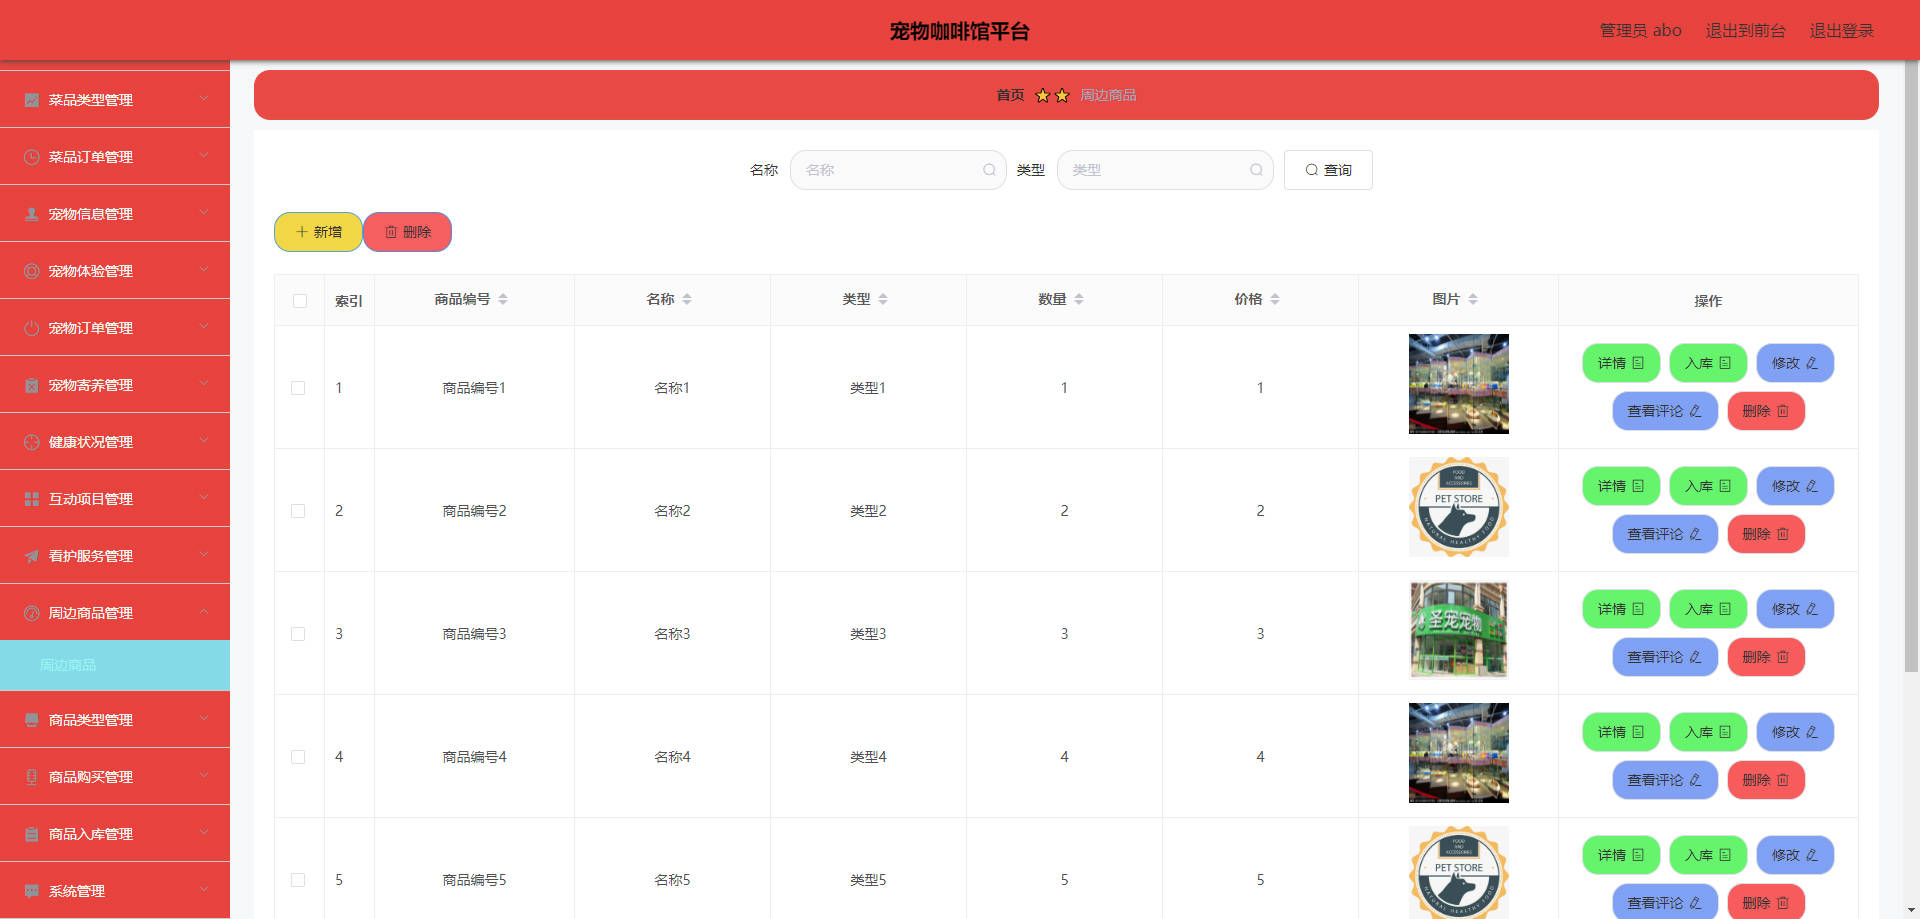 宠物咖啡馆平台
管理员 abo 退出到前台 退出登录
菜品类型管理
菜品订单管理
宠物信息管理
宠物体验管理
宠物订单管理
宠物寄养管理
健康状况管理
互动项目管理
看护服务管理
周边商品管理
周边商品
商品类型管理
商品购买管理
商品入库管理
系统管理
首页 周边商品
名称 名称 类型 类型 查询
新增 删除
索引 商品编号 名称 类型 数量 价格 图片 操作
1 商品编号1 名称1 类型1 1 1
详情 入库 修改
查看评论 删除
2 商品编号2 名称2 类型2 2 2
FOOD
AND
ACCESSORIES
PET STORE
NATURAL HEALTHY FOOD
详情 入库 修改
查看评论 删除
3 商品编号3 名称3 类型3 3 3
圣宠宠物
详情 入库 修改
查看评论 删除
4 商品编号4 名称4 类型4 4 4
详情 入库 修改
查看评论 删除
5 商品编号5 名称5 类型5 5 5
FOOD
AND
ACCESSORIES
PET STORE
详情 入库 修改
查看评论 删除